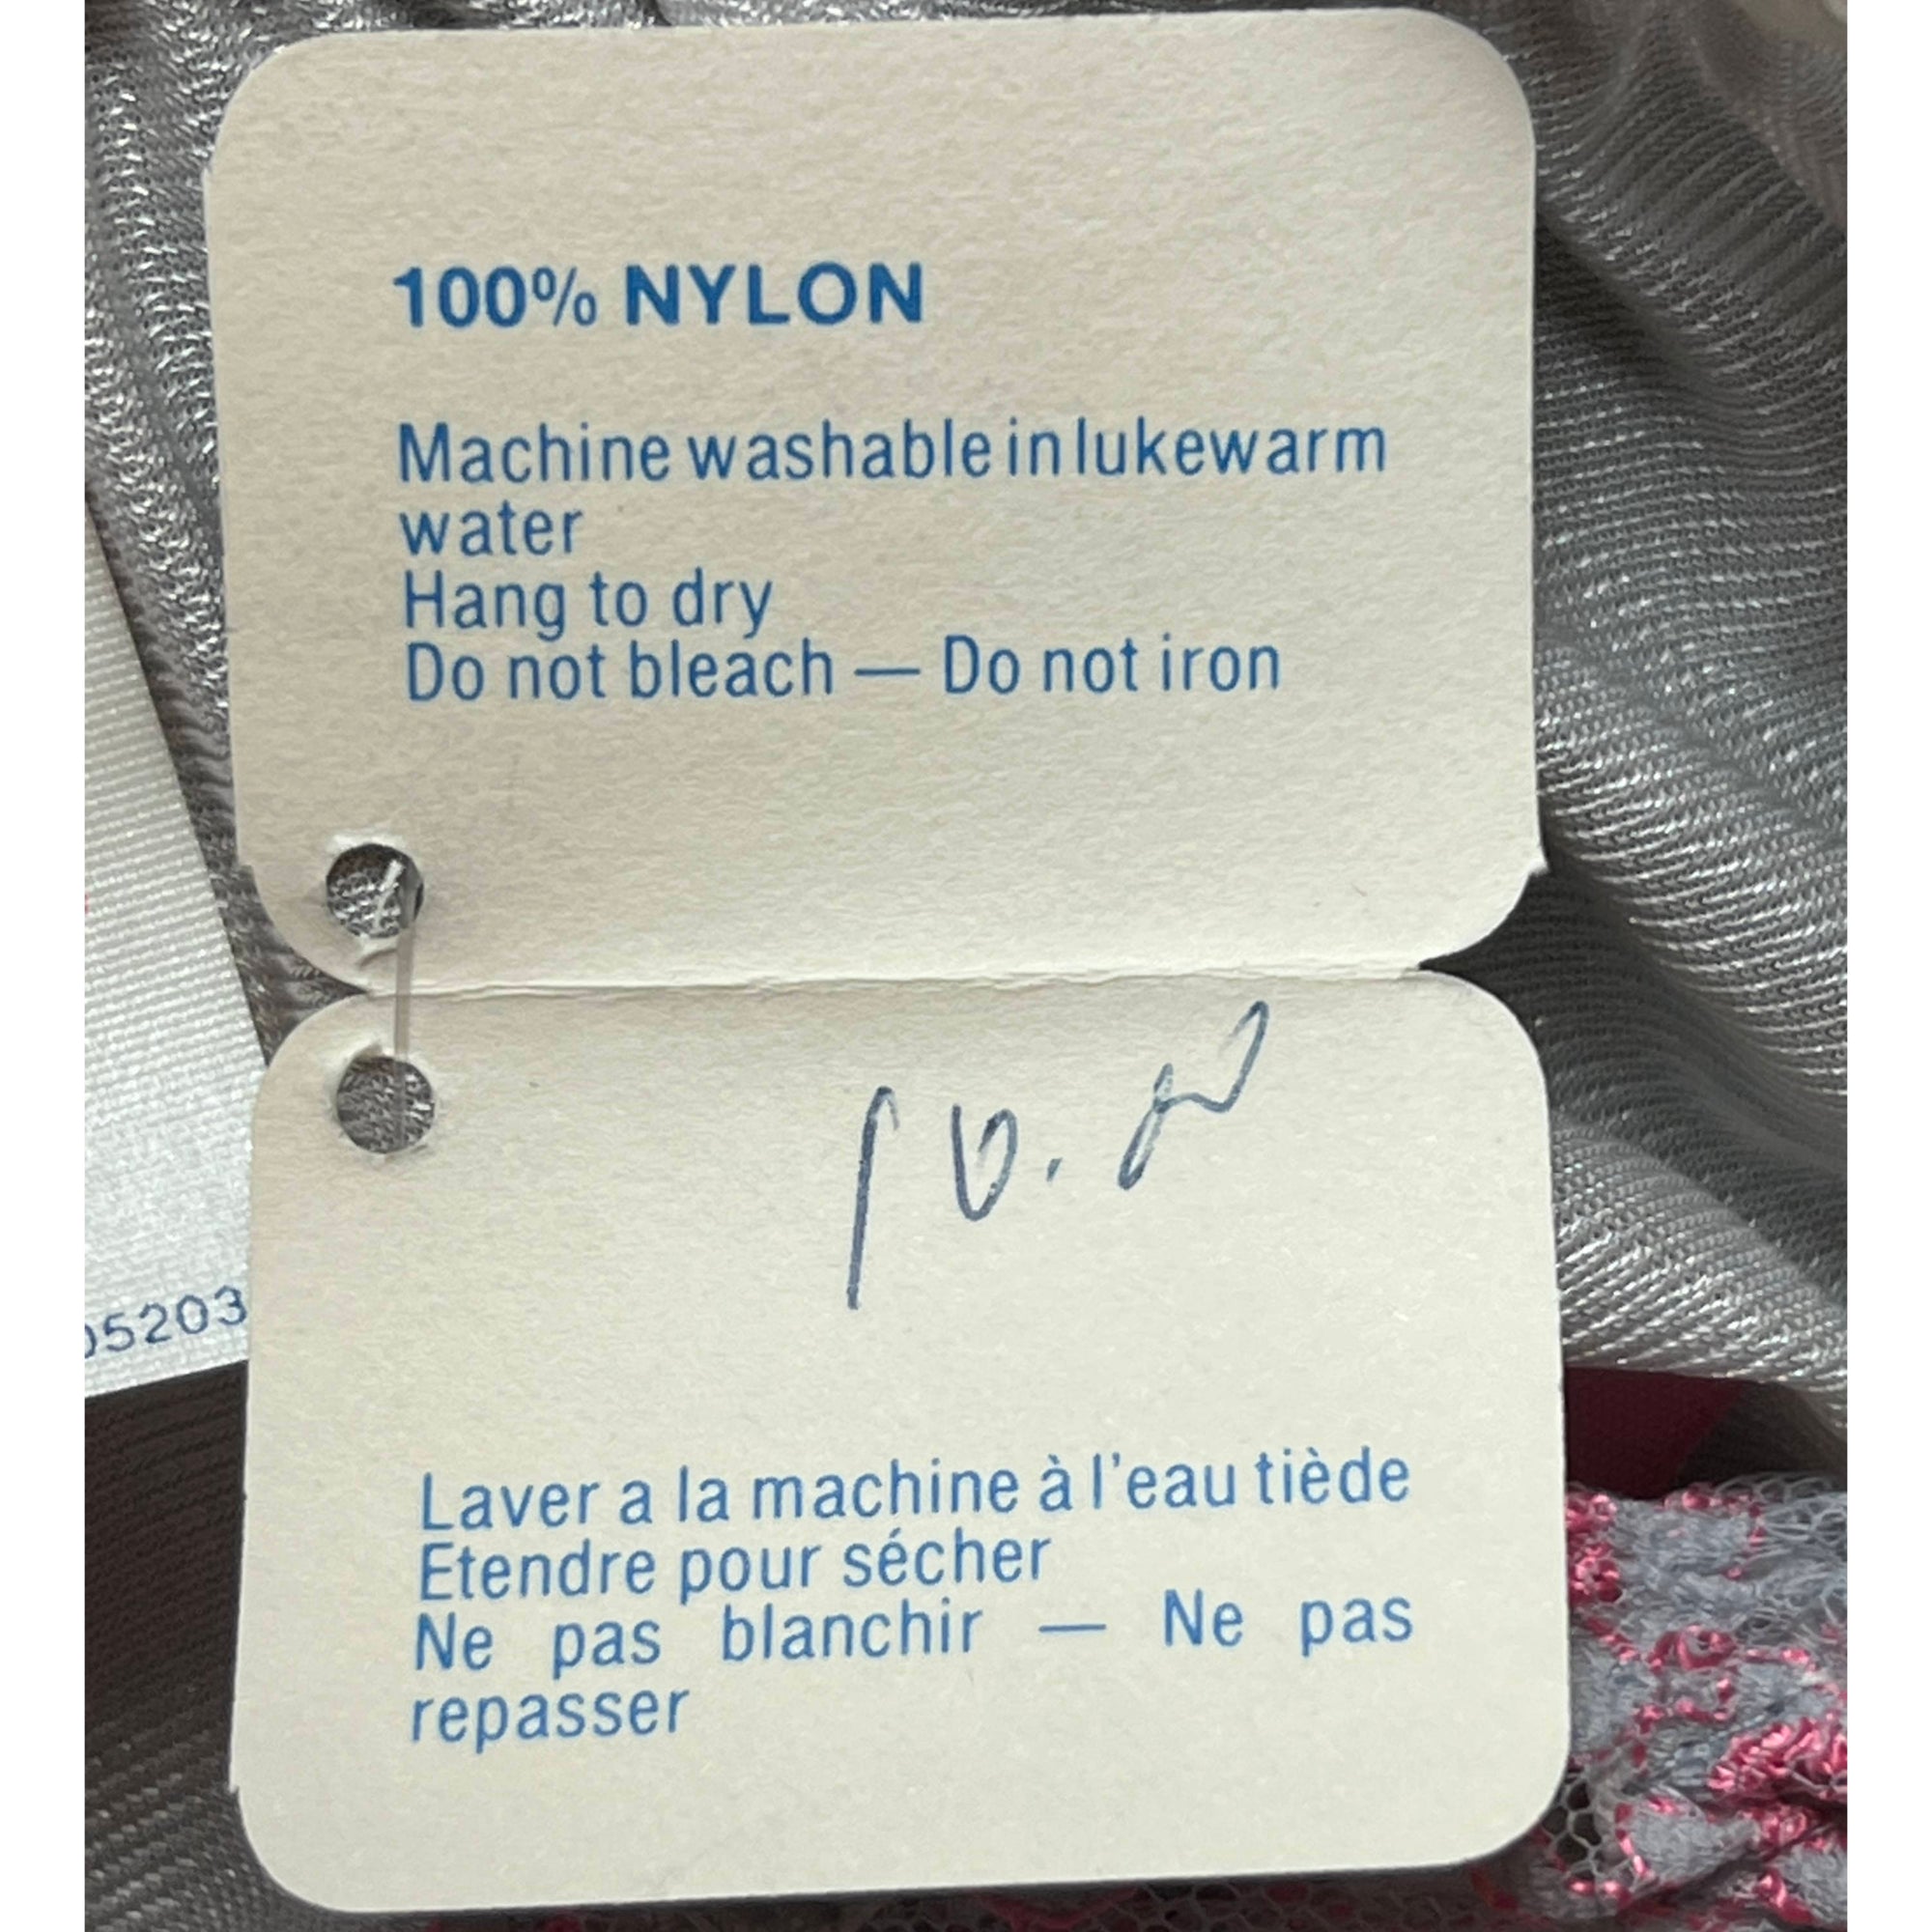 100% NYLON
Machine washable in lukewarm
water
Hang to dry
Do not bleach — Do not iron
05203
Laver a la machine à l'eau tiède
Etendre pour sécher
Ne pas blanchir — Ne pas
repasser